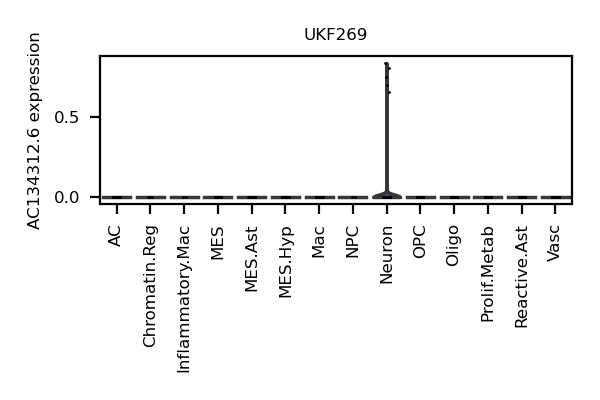 UKF269
AC134312.6 expression
0.5
0.0
AC
Chromatin.Reg
Inflammatory.Mac
MES
MES.Ast
MES.Hyp
Mac
NPC
Neuron
OPC
Oligo
Prolif.Metab
Reactive.Ast
Vasc